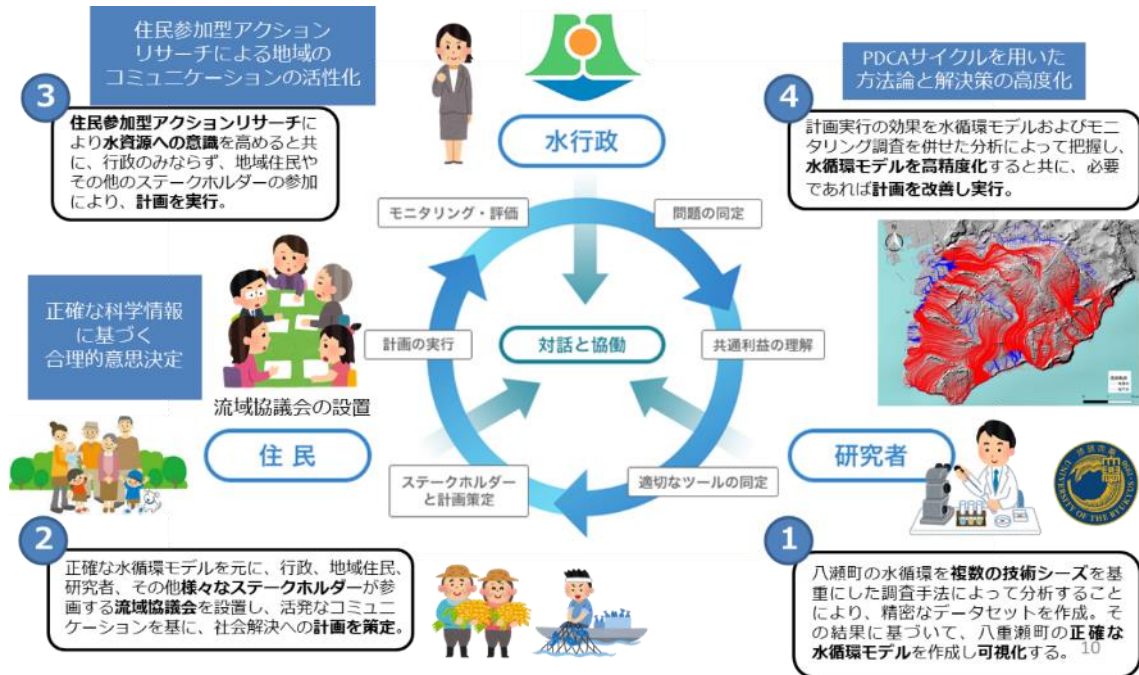 住民参加型アクション
リサーチによる地域の
コミュニケーションの活性化
3
住民参加型アクションリサーチに
より水資源への意識を高めると共
に、行政のみならず、地域住民や
その他のステークホルダーの参加
により、計画を実行。
水行政
PDCAサイクルを用いた
方法論と解決策の高度化
4
計画実行の効果を水循環モデルおよびモニ
タリング調査を併せた分析によって把握し、
水循環モデルを高精度化すると共に、必要
であれば計画を改善し実行。
モニタリング・評価
問題の同定
正確な科学情報
に基づく
合理的意思決定
計画の実行
対話と協働
共通利益の理解
流域協議会の設置
住 民
研究者
ステークホルダー
と計画策定
適切なツールの同定
UNIVERSITY OF THE RYUKYUS
2
正確な水循環モデルを元に、行政、地域住民、
研究者、その他様々なステークホルダーが参
画する流域協議会を設置し、活発なコミュニ
ケーションを基に、社会解決への計画を策定。
1
八瀬町の水循環を複数の技術シーズを基
重にした調査手法によって分析すること
により、精密なデータセットを作成。そ
の結果に基づいて、八重瀬町の正確な
水循環モデルを作成し可視化する。
10